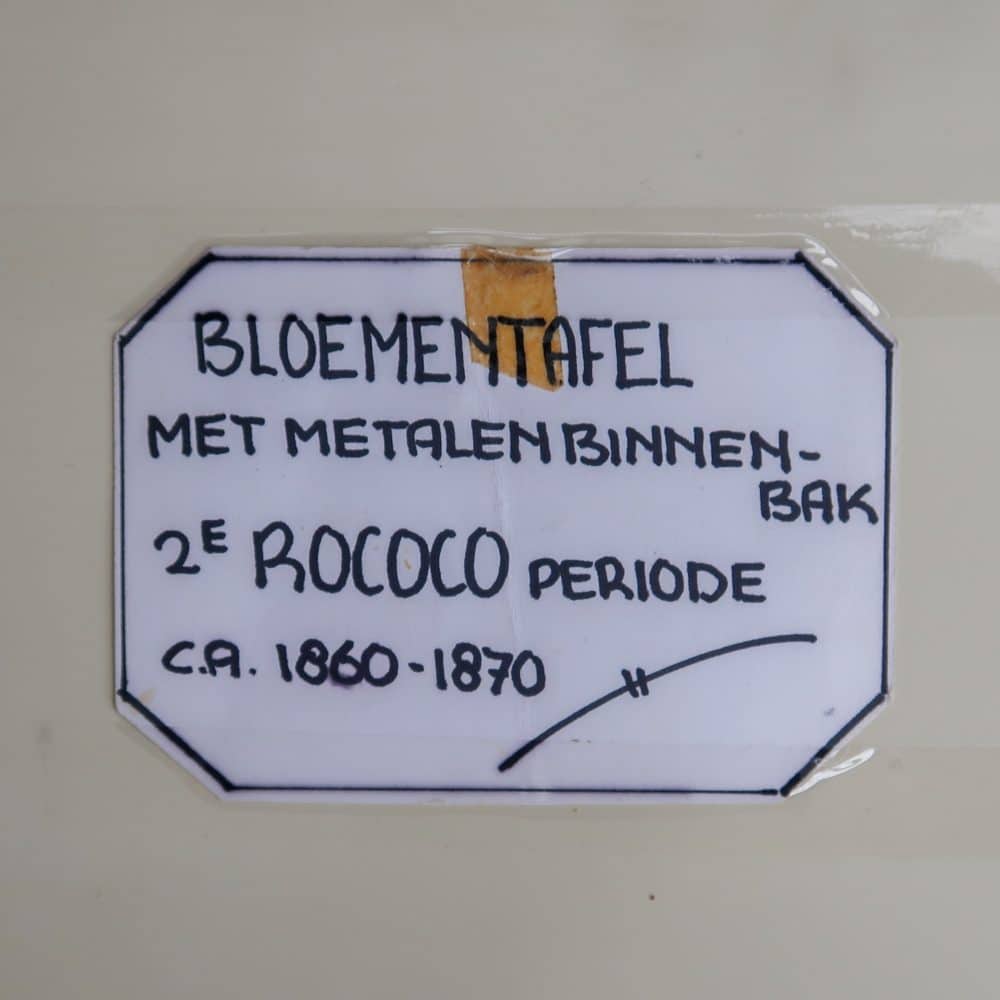 BLOEMENTAFEL
MET METALEN BINNEN-
BAK
2E ROCOCO PERIODE
C.A. 1860-1870